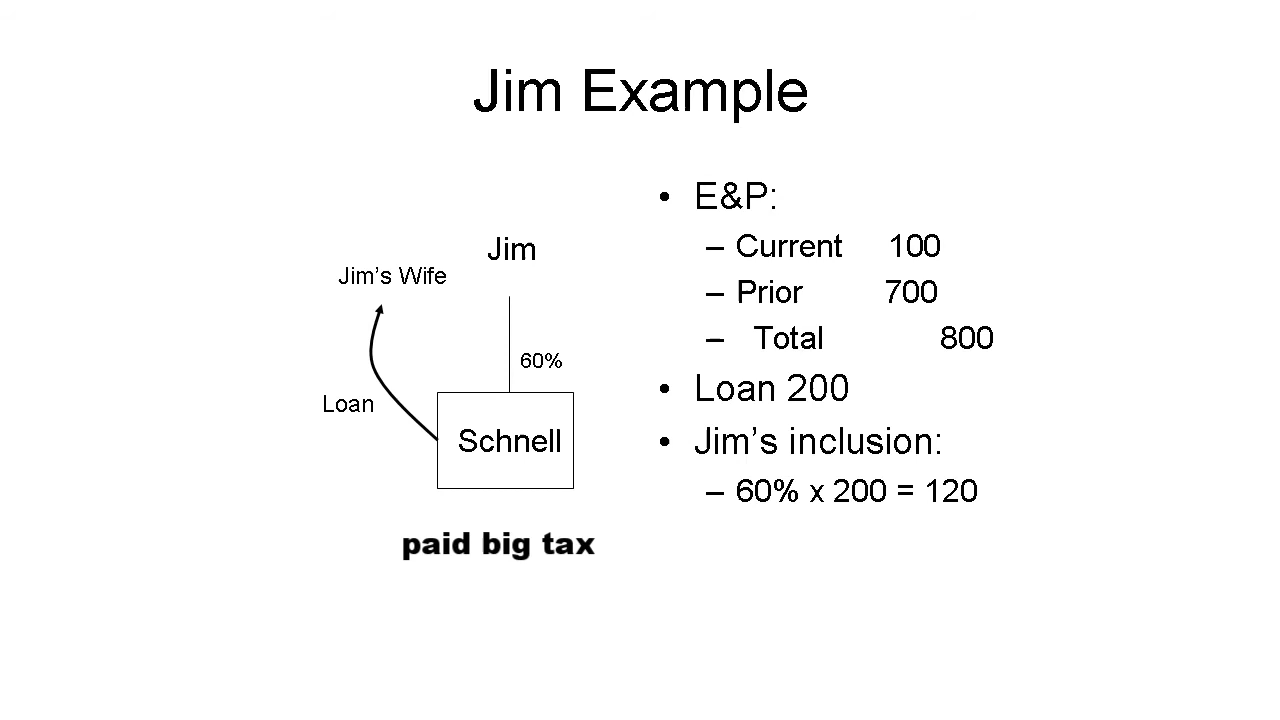 Jim Example
Jim
Jim's Wife
60%
Loan
Schnell
paid big tax
• E&P:
– Current 100
– Prior 700
– Total 800
• Loan 200
• Jim's inclusion:
– 60% x 200 = 120